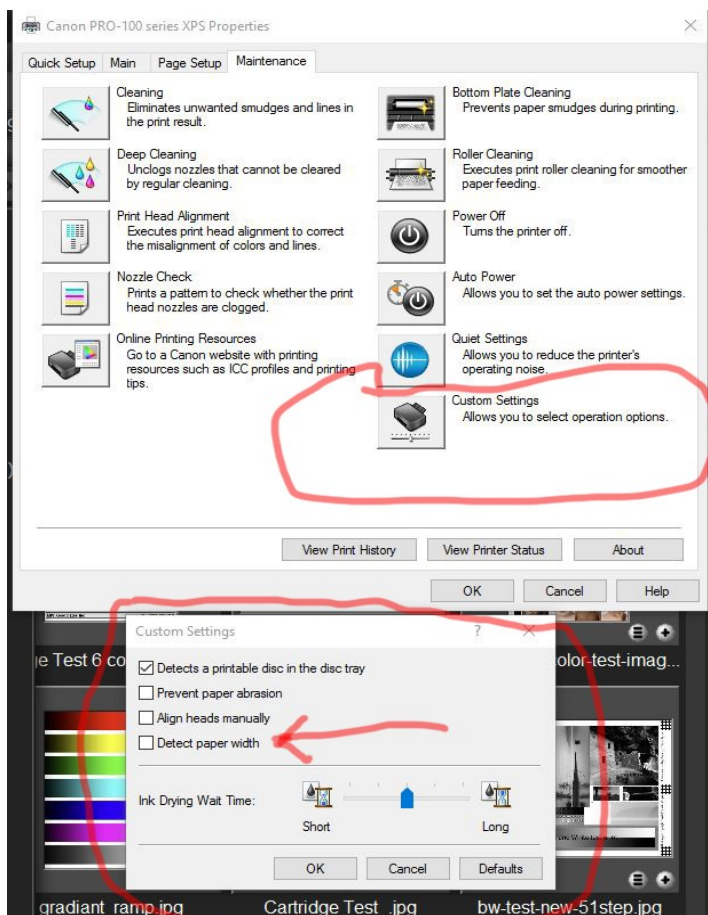 Canon PRO-100 series XPS Properties
Quick Setup Main Page Setup Maintenance
Cleaning
Eliminates unwanted smudges and lines in
the print result.
Deep Cleaning
Unclogs nozzles that cannot be cleared
by regular cleaning.
Print Head Alignment
Executes print head alignment to correct
the misalignment of colors and lines.
Nozzle Check
Prints a pattern to check whether the print
head nozzles are clogged.
Online Printing Resources
Go to a Canon website with printing
resources such as ICC profiles and printing
tips.
Bottom Plate Cleaning
Prevents paper smudges during printing.
Roller Cleaning
Executes print roller cleaning for smoother
paper feeding.
Power Off
Turns the printer off.
Auto Power
Allows you to set the auto power settings.
Quiet Settings
Allows you to reduce the printer's
operating noise.
Custom Settings
Allows you to select operation options.
View Print History View Printer Status About
OK Cancel Help
Custom Settings ?
e Test 6 co
olor-test-imag...
Detects a printable disc in the disc tray
Prevent paper abrasion
Align heads manually
Detect paper width
Ink Drying Wait Time:
Short Long
OK Cancel Defaults
gradiant_ramp.jpg Cartridge Test_.jpg bw-test-new-51step.jpg